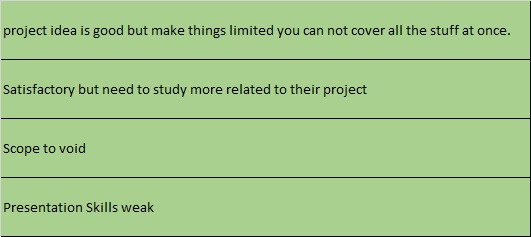 project idea is good but make things limited you can not cover all the stuff at once.
Satisfactory but need to study more related to their project
Scope to void
Presentation Skills weak